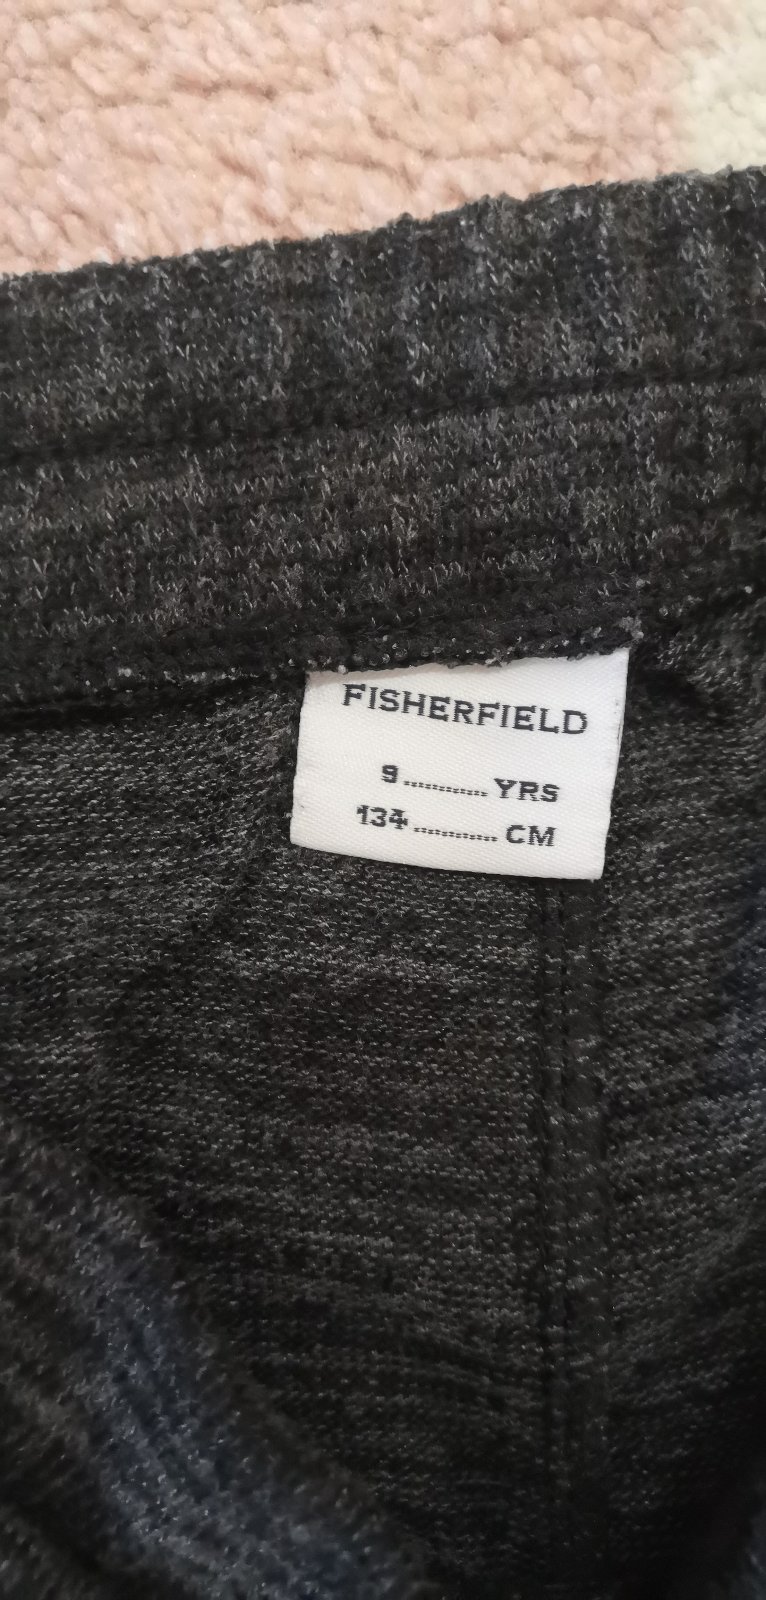 FISHERFIELD
9............ YRS
134............ CM